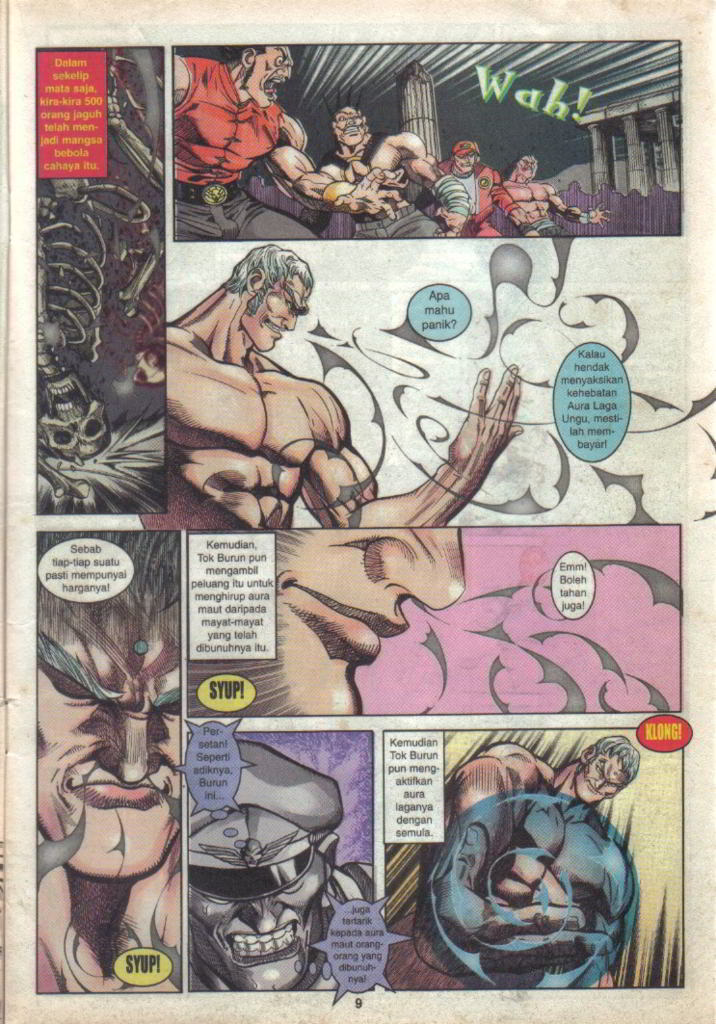 Dalam
sekelip
mata saja,
kira-kira 500
orang jaguh
telah men-
jadi mangsa
bebola
cahaya itu.
Wah!
Apa
mahu
panik?
Kalau
hendak
menyaksikan
kehebatan
Aura Laga
Ungu, mesti-
lah mem-
bayar!
Sebab
tiap-tiap suatu
pasti mempunyai
harganya!
SYUP!
Kemudian,
Tok Burun pun
mengambil
peluang itu untuk
menghirup aura
maut daripada
mayat-mayat
yang telah
dibunuhnya itu.
SYUP!
Emm!
Boleh
tahan
juga!
Per-
setan!
Seperti
adiknya,
Burun
ini...
...juga
tertarik
kepada aura
maut orang-
orang yang
dibunuh-
nya!
Kemudian
Tok Burun
pun meng-
aktifkan
aura
laganya
dengan
semula.
KLONG!
9